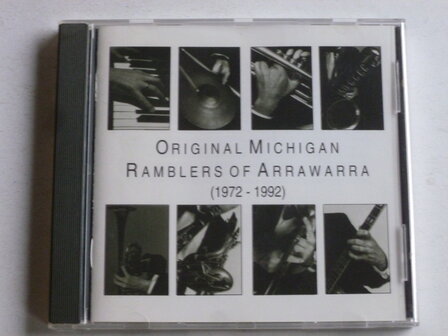 ORIGINAL MICHIGAN
RAMBLERS OF ARRAWARRA
(1972 - 1992)